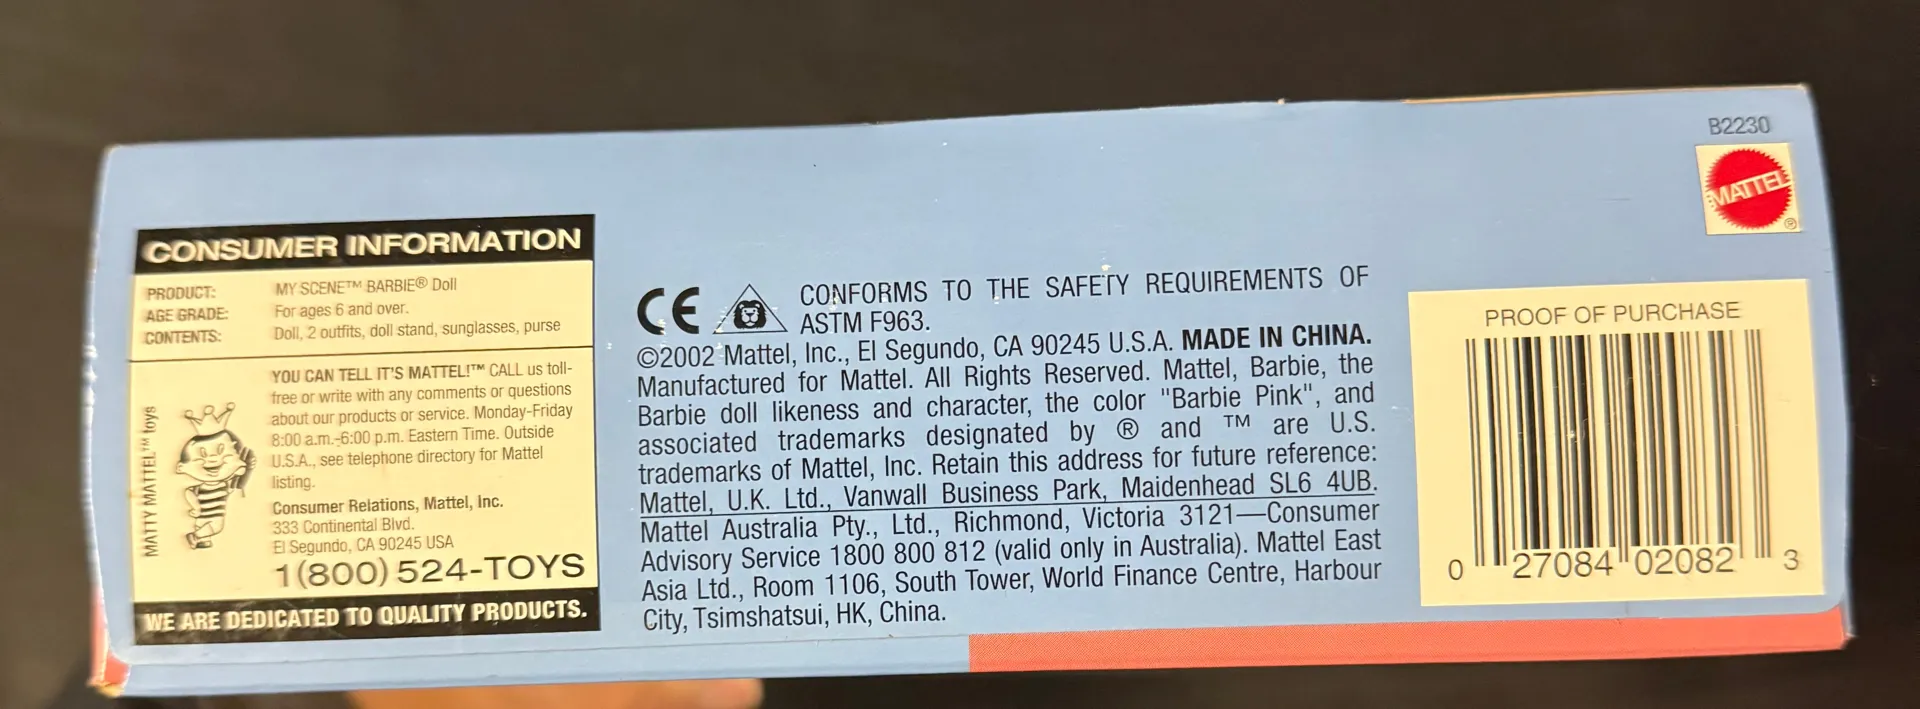 B2230
MATTEL
®
CONSUMER INFORMATION
PRODUCT: MY SCENE™ BARBIE® Doll
AGE GRADE: For ages 6 and over.
CONTENTS: Doll, 2 outfits, doll stand, sunglasses, purse
MATTY MATTEL™ toys
YOU CAN TELL IT'S MATTEL!™ CALL us toll-
free or write with any comments or questions
about our products or service. Monday-Friday
8:00 a.m.-6:00 p.m. Eastern Time. Outside
U.S.A., see telephone directory for Mattel
listing.
Consumer Relations, Mattel, Inc.
333 Continental Blvd.
El Segundo, CA 90245 USA
1(800) 524-TOYS
WE ARE DEDICATED TO QUALITY PRODUCTS.
CE CONFORMS TO THE SAFETY REQUIREMENTS OF
ASTM F963.
©2002 Mattel, Inc., El Segundo, CA 90245 U.S.A. MADE IN CHINA.
Manufactured for Mattel. All Rights Reserved. Mattel, Barbie, the
Barbie doll likeness and character, the color "Barbie Pink", and
associated trademarks designated by ® and ™ are U.S.
trademarks of Mattel, Inc. Retain this address for future reference:
Mattel, U.K. Ltd., Vanwall Business Park, Maidenhead SL6 4UB.
Mattel Australia Pty., Ltd., Richmond, Victoria 3121—Consumer
Advisory Service 1800 800 812 (valid only in Australia). Mattel East
Asia Ltd., Room 1106, South Tower, World Finance Centre, Harbour
City, Tsimshatsui, HK, China.
PROOF OF PURCHASE
0 27084 02082 3